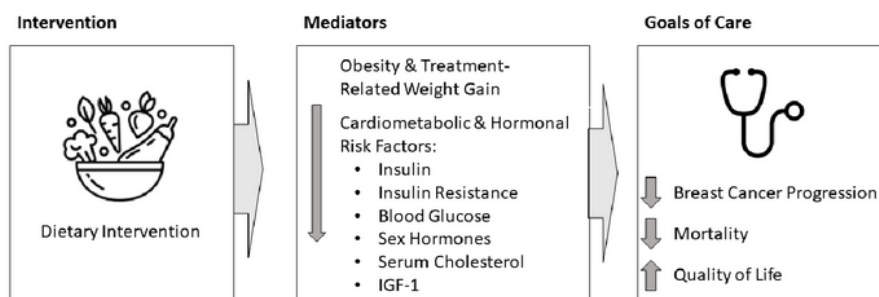 Intervention
Dietary Intervention
Mediators
Obesity & Treatment-
Related Weight Gain
Cardiometabolic & Hormonal
Risk Factors:
• Insulin
• Insulin Resistance
• Blood Glucose
• Sex Hormones
• Serum Cholesterol
• IGF-1
Goals of Care
Breast Cancer Progression
Mortality
Quality of Life